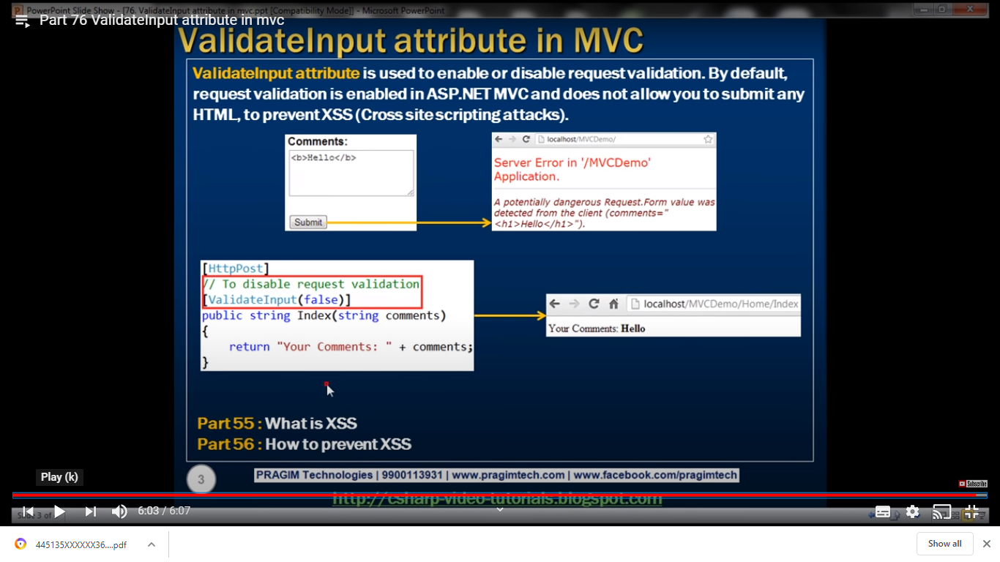 PowerPoint Slide Show - [76. ValidateInput attribute in mvc.ppt [Compatibility Mode]] - Microsoft PowerPoint
Part 76 ValidateInput attribute in mvc
ValidateInput attribute in MVC
ValidateInput attribute is used to enable or disable request validation. By default,
request validation is enabled in ASP.NET MVC and does not allow you to submit any
HTML, to prevent XSS (Cross site scripting attacks).
Comments:
<b>Hello</b>
Submit
localhost/MVCDemo/
Server Error in '/MVCDemo'
Application.
A potentially dangerous Request.Form value was
detected from the client (comments="
<h1>Hello</h1>").
[HttpPost]
// To disable request validation
[ValidateInput(false)]
public string Index(string comments)
{
return "Your Comments: " + comments;
}
localhost/MVCDemo/Home/Index
Your Comments: Hello
Part 55 : What is XSS
Part 56 : How to prevent XSS
3
PRAGIM Technologies | 9900113931 | www.pragimtech.com | www.facebook.com/pragimtech
http://csharp-video-tutorials.blogspot.com
Play (k)
Subscribe
Slide 3 of
6:03 / 6:07
445135XXXXXX36....pdf
Show all